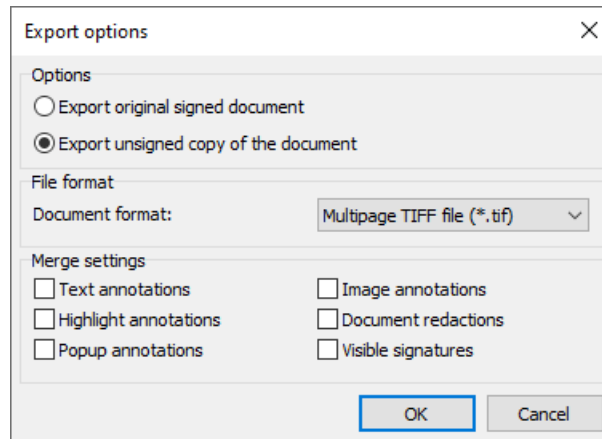 Export options
Options
Export original signed document
Export unsigned copy of the document
File format
Document format: Multipage TIFF file (*.tif)
Merge settings
Text annotations Image annotations
Highlight annotations Document redactions
Popup annotations Visible signatures
OK Cancel